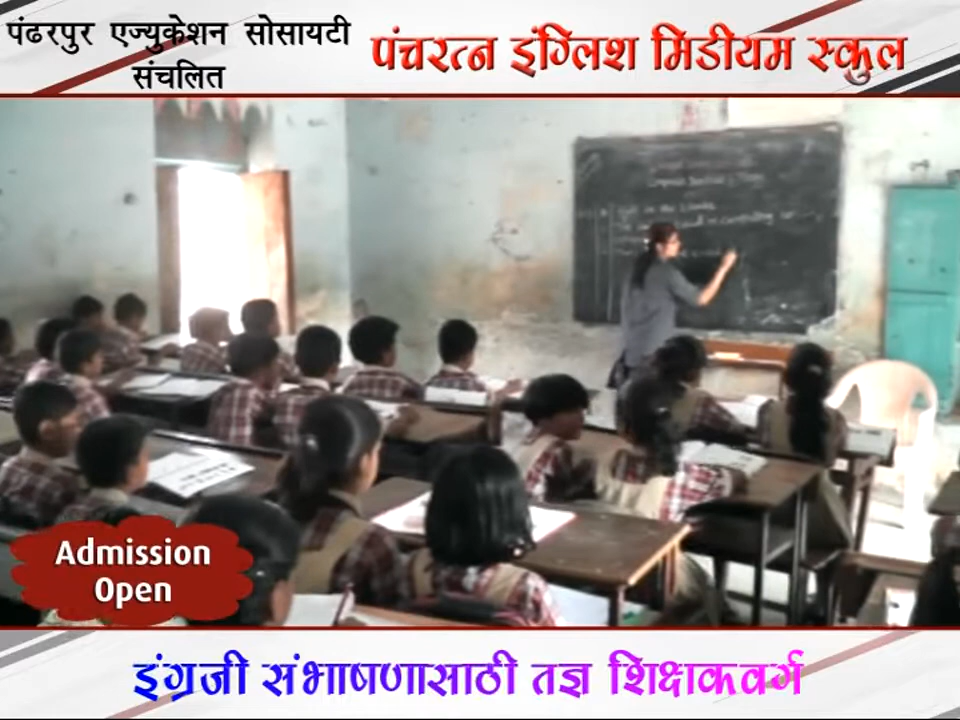 पंढरपुर एज्युकेशन सोसायटी
संचलित
पंचरत्न इंग्लिश मिडीयम स्कुल
Admission
Open
इंग्रजी संभाषणासाठी तज्ञ शिक्षकवर्ग